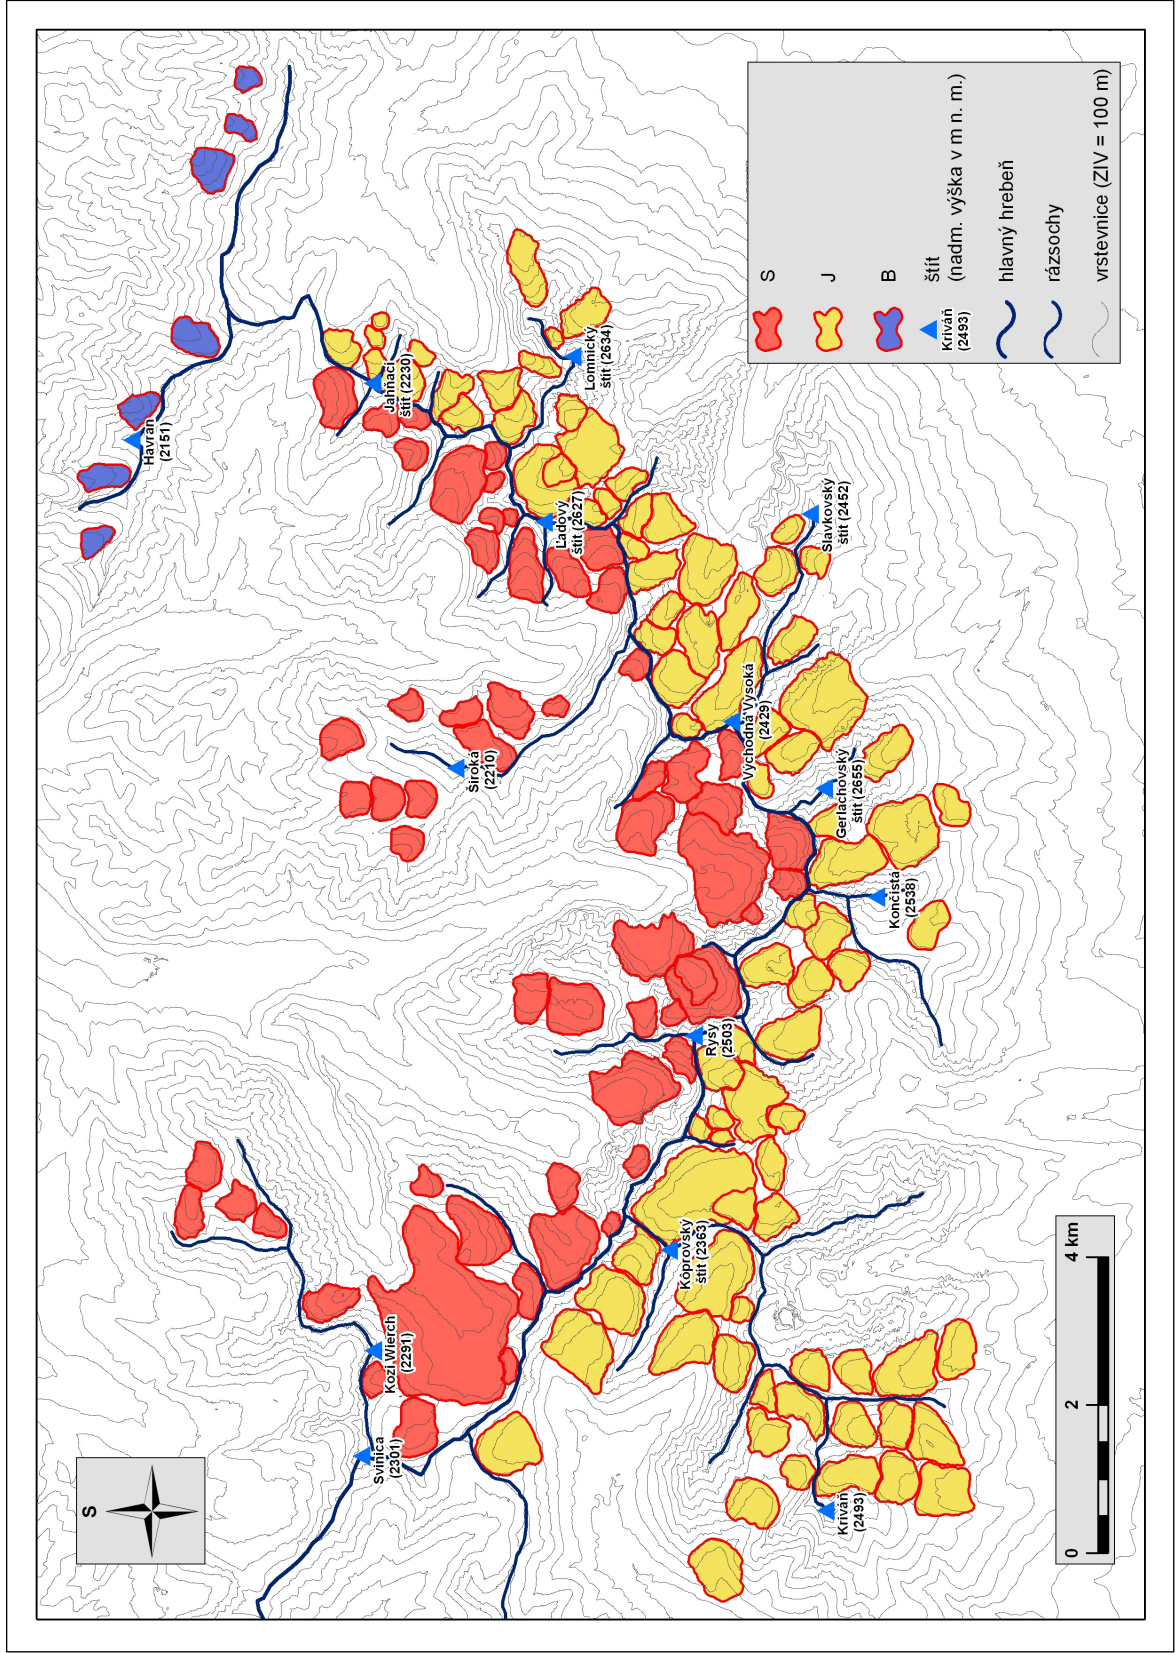 S
Havran
(2151)
Jahňací
štít (2230)
Lomnický
štít (2634)
Ľadový
štít (2627)
Široká
(2210)
Slavkovský
štít (2452)
Východná Vysoká
(2429)
Gerlachovský
štít (2655)
Končistá
(2538)
Rysy
(2503)
Kozi Wierch
(2291)
Svinica
(2301)
Kôprovský
štít (2363)
Kriváň
(2493)
S
J
B
Kriváň
(2493)
štít
(nadm. výška v m n. m.)
hlavný hrebeň
rázsochy
vrstevnice (ZIV = 100 m)
0 2 4 km